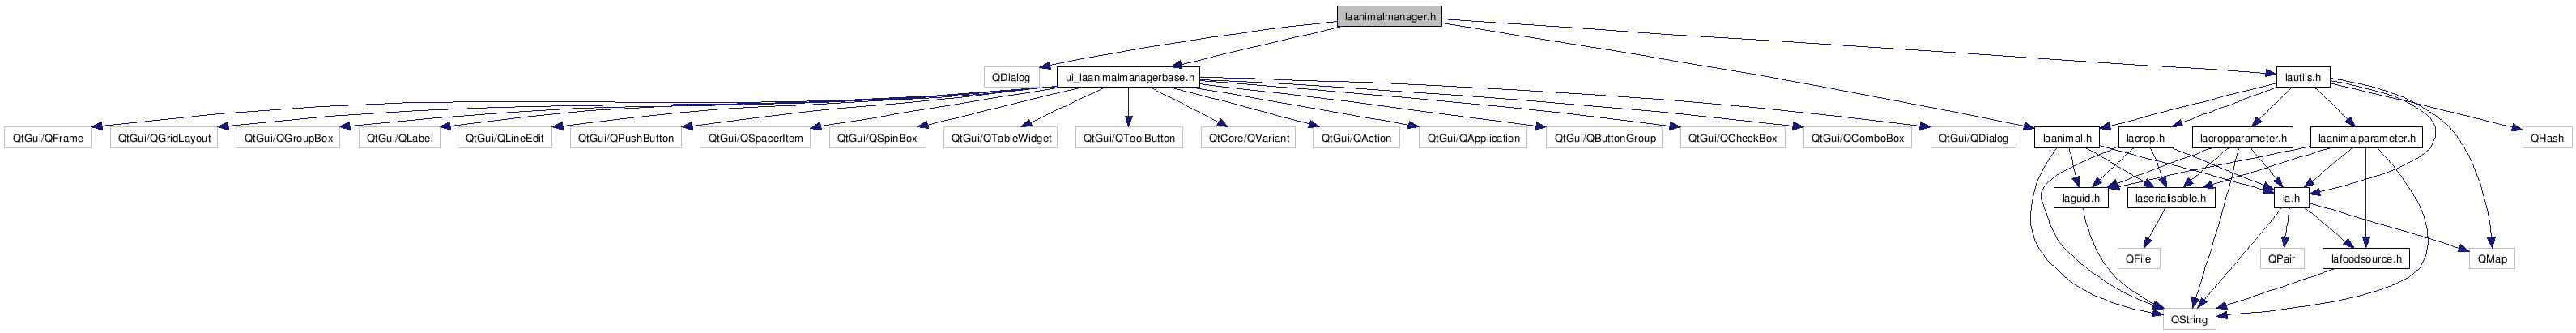 laanimalmanager.h
QDialog
ui_laanimalmanagerbase.h
lautils.h
QtGui/QFrame
QtGui/QGridLayout
QtGui/QGroupBox
QtGui/QLabel
QtGui/QLineEdit
QtGui/QPushButton
QtGui/QSpacerItem
QtGui/QSpinBox
QtGui/QTableWidget
QtGui/QToolButton
QtCore/QVariant
QtGui/QAction
QtGui/QApplication
QtGui/QButtonGroup
QtGui/QCheckBox
QtGui/QComboBox
QtGui/QDialog
laanimal.h
lacrop.h
lacropparameter.h
laanimalparameter.h
QHash
laguid.h
laserialisable.h
la.h
QFile
QPair
lafoodsource.h
QMap
QString